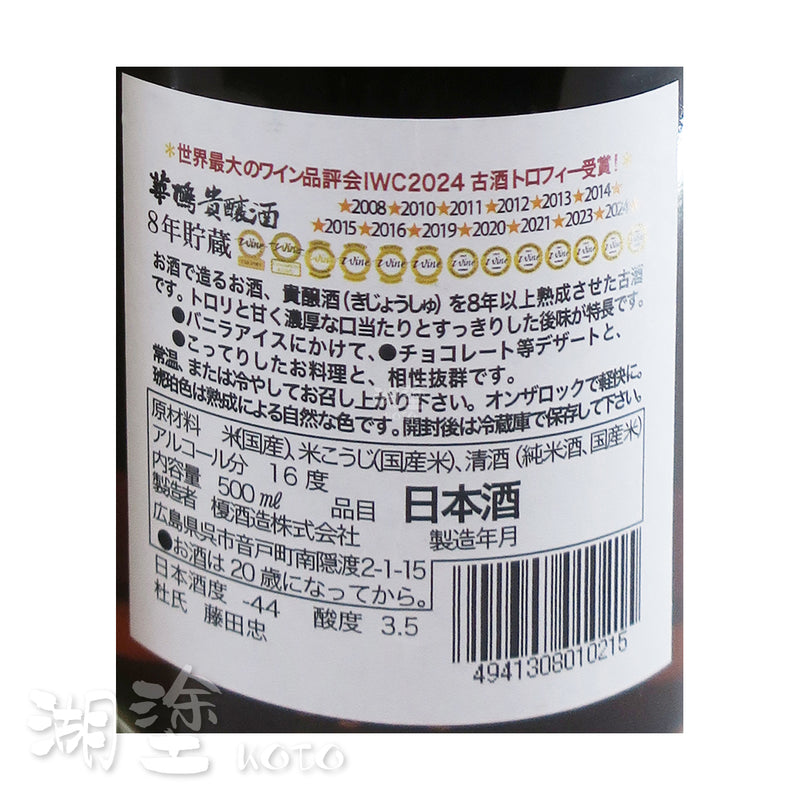 *世界最大のワイン品評会IWC2024 古酒トロフィー受賞！*
華鳩貴醸酒
8年貯蔵
★2008★2010★2011★2012★2013★2014★
★2015★2016★2019★2020★2021★2023★2024
お酒で造るお酒、貴醸酒(きじょうしゅ)を8年以上熟成させた古酒
です。トロリと甘く濃厚な口当たりとすっきりした後味が特長です。
●バニラアイスにかけて、●チョコレート等デザートと、
●こってりしたお料理と、相性抜群です。
常温、または冷やしてお召し上がり下さい。オンザロックで軽快に。
琥珀色は熟成による自然な色です。開封後は冷蔵庫で保存して下さい。
原材料 米(国産)、米こうじ(国産米)、清酒(純米酒、国産米)
アルコール分 16度
内容量 500㎖ 品目 日本酒
製造者 榎酒造株式会社 製造年月
広島県呉市音戸町南隠渡2-1-15
●お酒は20歳になってから。
日本酒度 -44 酸度 3.5
杜氏 藤田忠
4941308010215
湖塗 KOTO